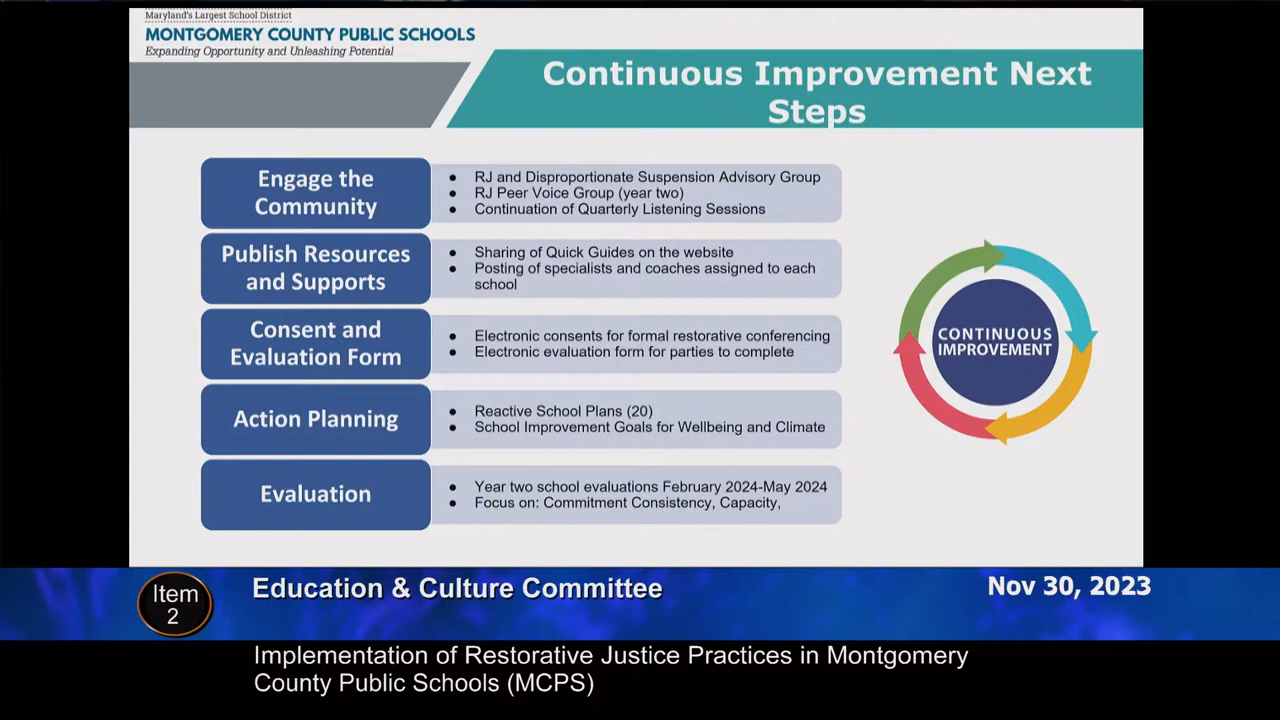 Maryland's Largest School District
MONTGOMERY COUNTY PUBLIC SCHOOLS
Expanding Opportunity and Unleashing Potential
Continuous Improvement Next
Steps
Engage the
Community
● RJ and Disproportionate Suspension Advisory Group
● RJ Peer Voice Group (year two)
● Continuation of Quarterly Listening Sessions
Publish Resources
and Supports
● Sharing of Quick Guides on the website
● Posting of specialists and coaches assigned to each
school
Consent and
Evaluation Form
● Electronic consents for formal restorative conferencing
● Electronic evaluation form for parties to complete
Action Planning
● Reactive School Plans (20)
● School Improvement Goals for Wellbeing and Climate
Evaluation
● Year two school evaluations February 2024-May 2024
● Focus on: Commitment Consistency, Capacity,
CONTINUOUS
IMPROVEMENT
Item
2
Education & Culture Committee
Nov 30, 2023
Implementation of Restorative Justice Practices in Montgomery
County Public Schools (MCPS)